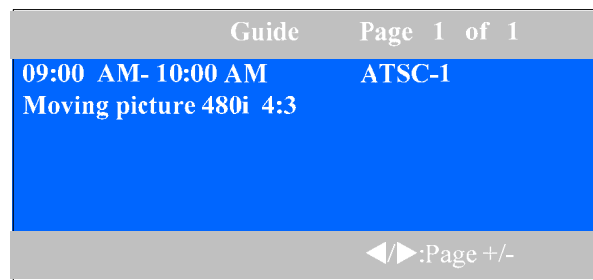 Guide Page 1 of 1
09:00 AM- 10:00 AM ATSC-1
Moving picture 480i 4:3
◀/▶:Page +/-